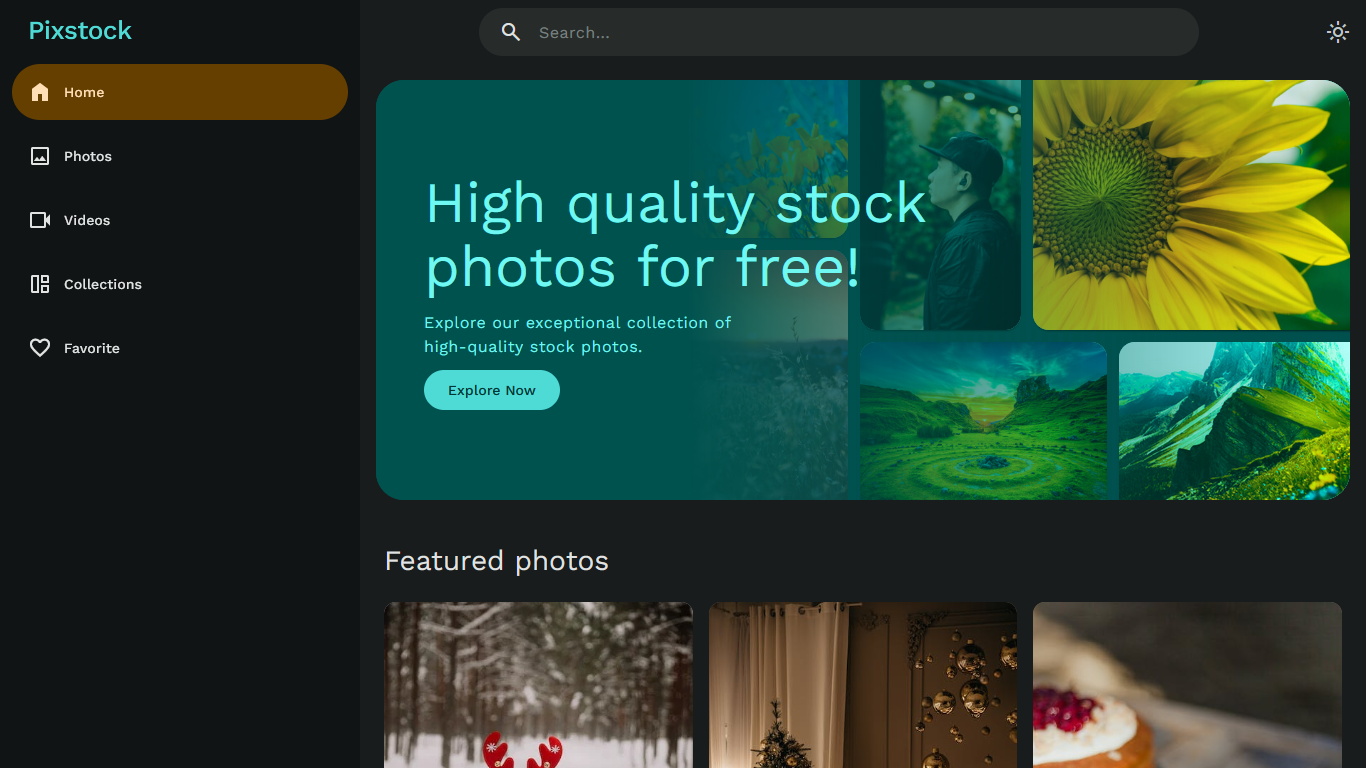 Pixstock
Search...
Home
Photos
Videos
Collections
Favorite
High quality stock
photos for free!
Explore our exceptional collection of
high-quality stock photos.
Explore Now
Featured photos